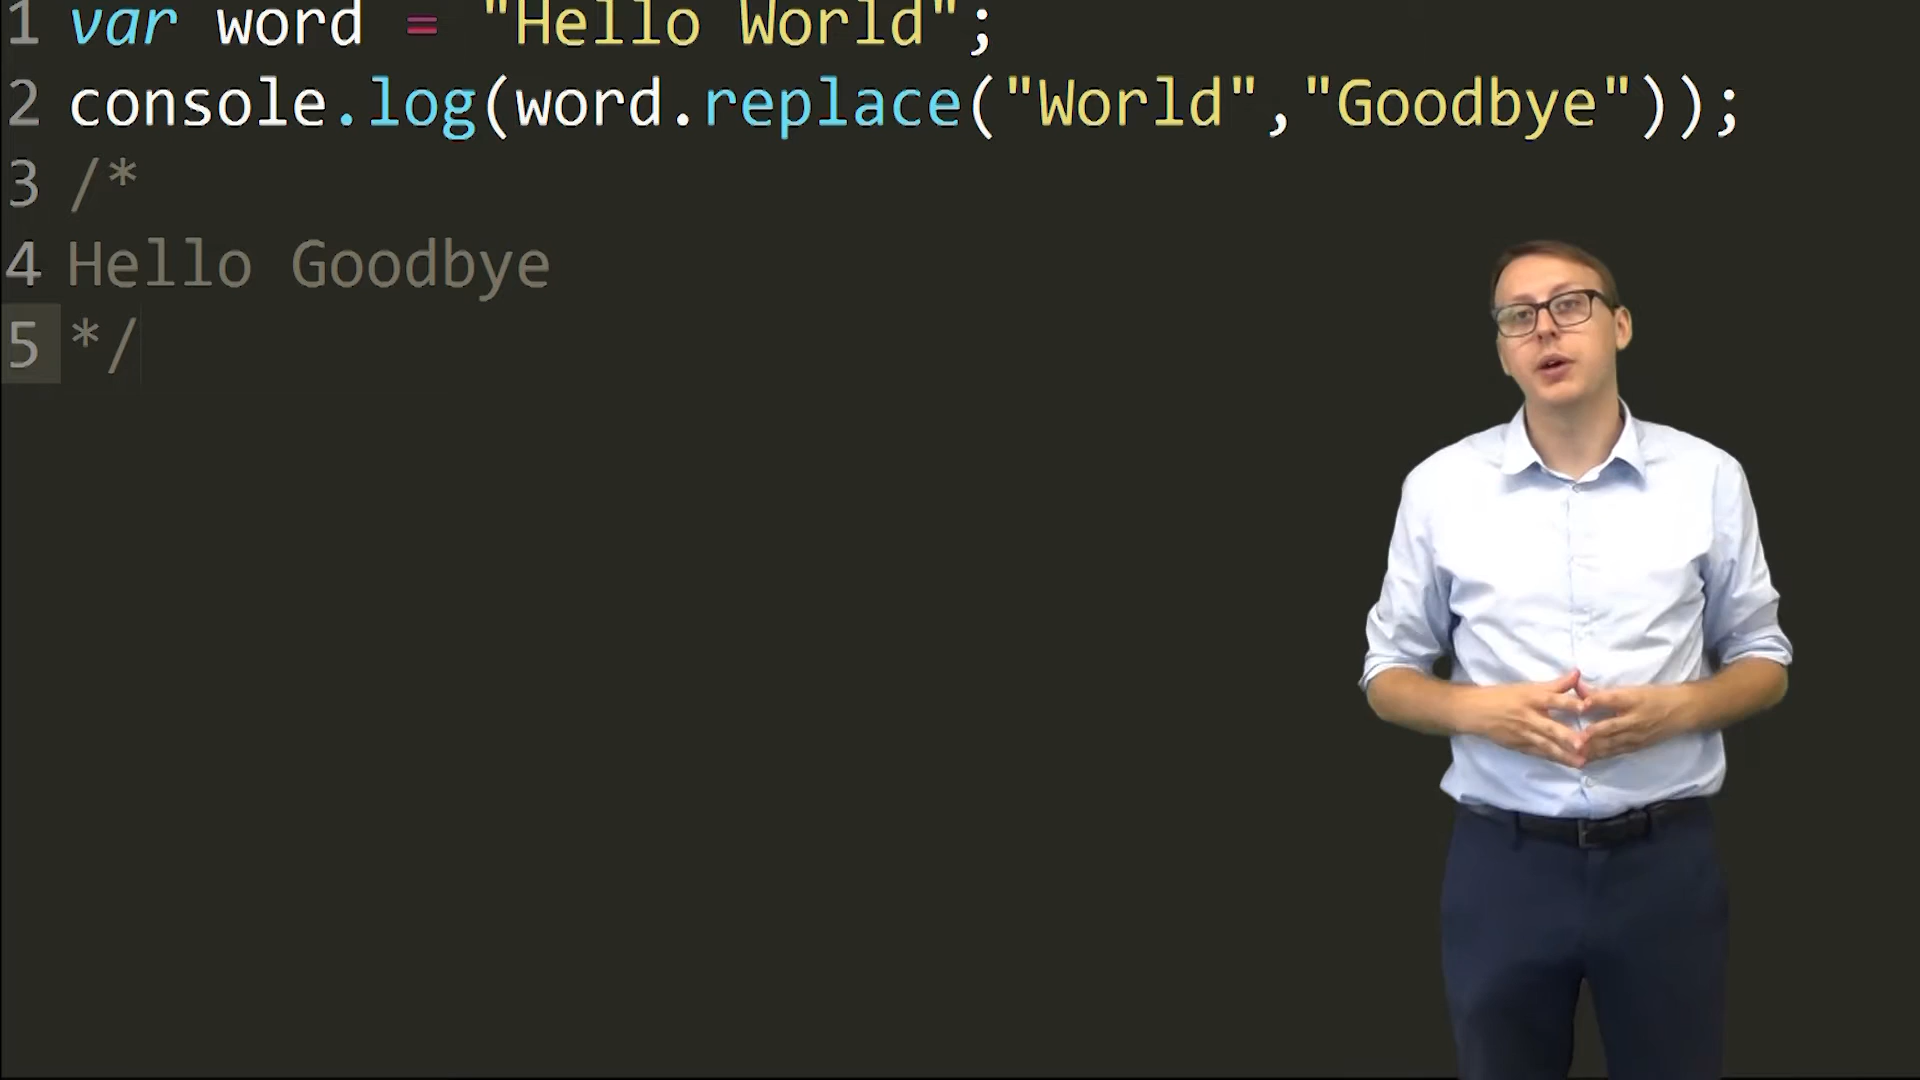 1 var word = "Hello World";
2 console.log(word.replace("World","Goodbye"));
3 /*
4 Hello Goodbye
5 */